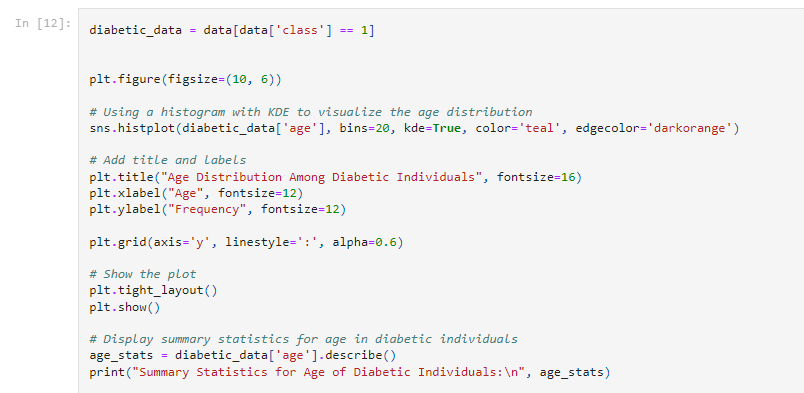 In [12]:
diabetic_data = data[data['class'] == 1]
plt.figure(figsize=(10, 6))
# Using a histogram with KDE to visualize the age distribution
sns.histplot(diabetic_data['age'], bins=20, kde=True, color='teal', edgecolor='darkorange')
# Add title and labels
plt.title("Age Distribution Among Diabetic Individuals", fontsize=16)
plt.xlabel("Age", fontsize=12)
plt.ylabel("Frequency", fontsize=12)
plt.grid(axis='y', linestyle=':', alpha=0.6)
# Show the plot
plt.tight_layout()
plt.show()
# Display summary statistics for age in diabetic individuals
age_stats = diabetic_data['age'].describe()
print("Summary Statistics for Age of Diabetic Individuals:\n", age_stats)